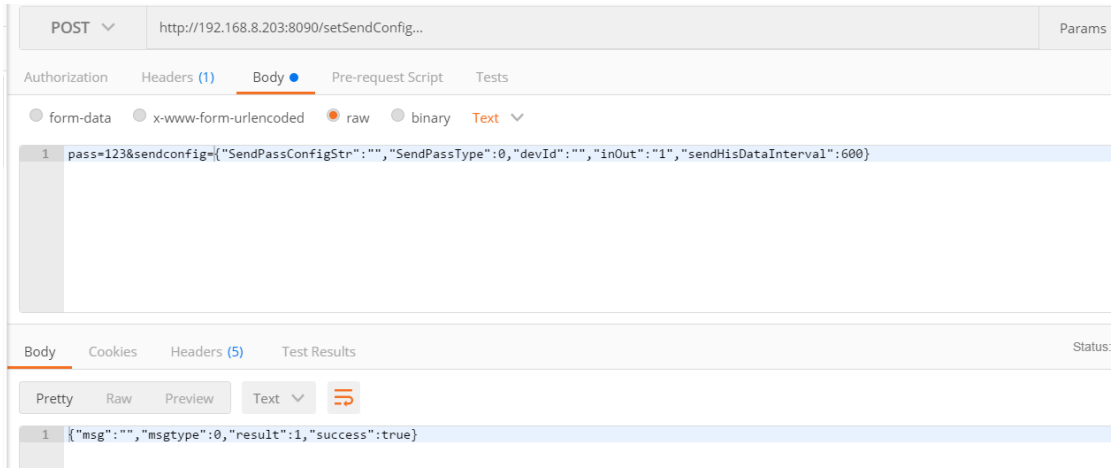 POST http://192.168.8.203:8090/setSendConfig... Params
Authorization Headers (1) Body Pre-request Script Tests
form-data x-www-form-urlencoded raw binary Text
1 pass=123&sendconfig={"SendPassConfigStr":"","SendPassType":0,"devId":"","inOut":"1","sendHisDataInterval":600}
Body Cookies Headers (5) Test Results Status:
Pretty Raw Preview Text
1 {"msg":"","msgtype":0,"result":1,"success":true}